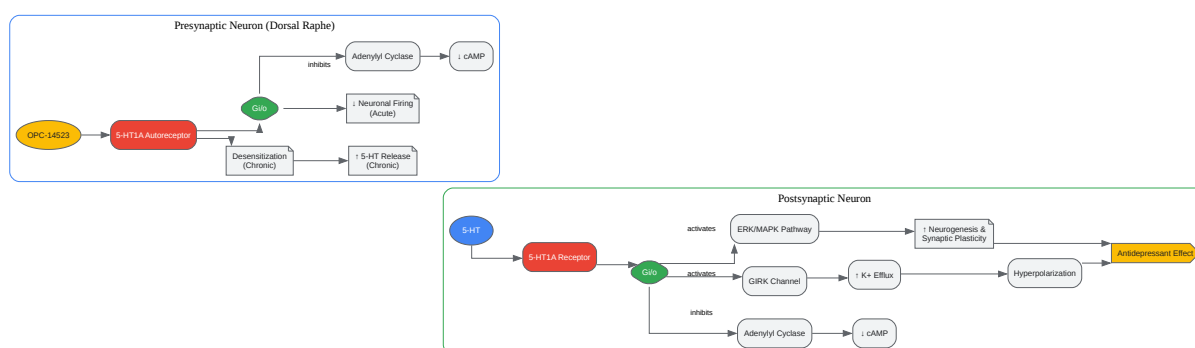 Presynaptic Neuron (Dorsal Raphe)
Adenylyl Cyclase
↓ cAMP
inhibits
Gi/o
↓ Neuronal Firing
(Acute)
OPC-14523
5-HT1A Autoreceptor
Desensitization
(Chronic)
↑ 5-HT Release
(Chronic)
Postsynaptic Neuron
5-HT
activates
ERK/MAPK Pathway
↑ Neurogenesis &
Synaptic Plasticity
5-HT1A Receptor
Gi/o
activates
GIRK Channel
↑ K+ Efflux
Hyperpolarization
Antidepressant Effect
inhibits
Adenylyl Cyclase
↓ cAMP